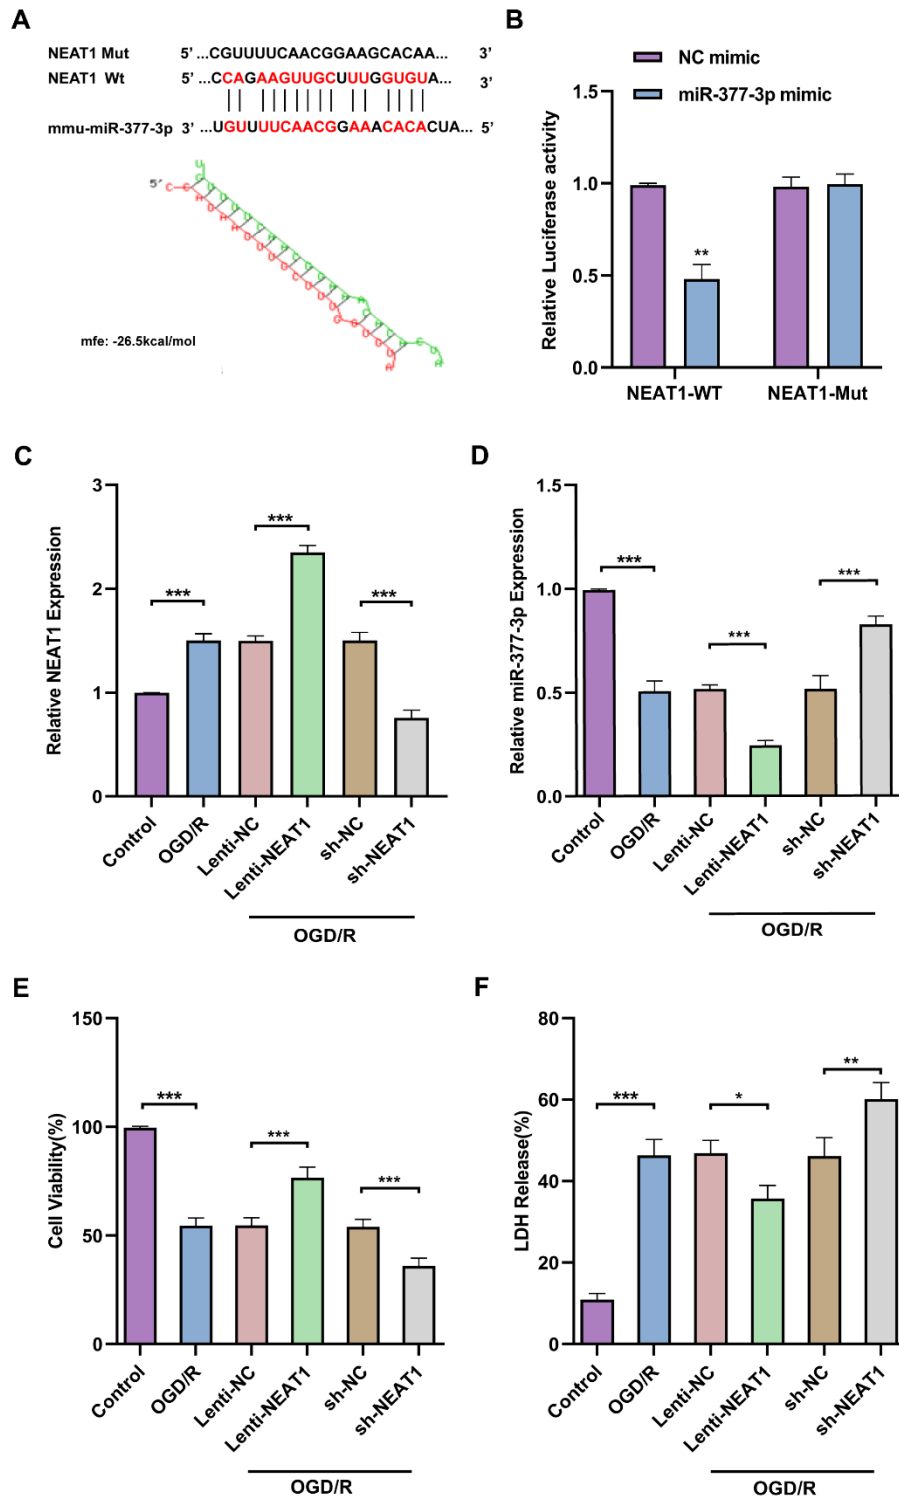 A
NEAT1 Mut 5’ ...CGUUUUCAACGGAAGCACAA... 3’
NEAT1 Wt 5’ ...CCAGAAGUUGCUUUGGUGUA... 3’
mmu-miR-377-3p 3’ ...UGUUUUCAACGGAAACACACUA... 5’
5'
mfe: -26.5kcal/mol
B
NC mimic
miR-377-3p mimic
Relative Luciferase activity
1.5
1.0
0.5
0.0
**
NEAT1-WT NEAT1-Mut
C
Relative NEAT1 Expression
3
2
1
0
*** *** ***
Control OGD/R Lenti-NC Lenti-NEAT1 sh-NC sh-NEAT1
OGD/R
D
Relative miR-377-3p Expression
1.5
1.0
0.5
0.0
*** *** ***
Control OGD/R Lenti-NC Lenti-NEAT1 sh-NC sh-NEAT1
OGD/R
E
Cell Viability(%)
150
100
50
0
*** *** ***
Control OGD/R Lenti-NC Lenti-NEAT1 sh-NC sh-NEAT1
OGD/R
F
LDH Release(%)
80
60
40
20
0
*** * **
Control OGD/R Lenti-NC Lenti-NEAT1 sh-NC sh-NEAT1
OGD/R